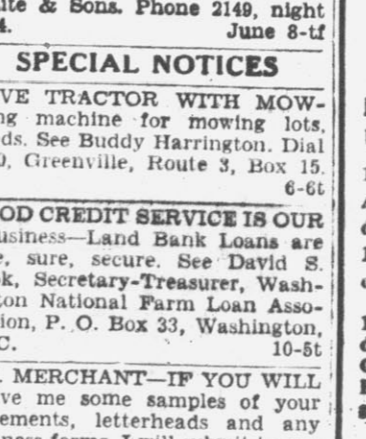 ite & Sons. Phone 2149, night
4. June 8-tf
SPECIAL NOTICES
VE TRACTOR WITH MOW-
ng machine for mowing lots,
ds. See Buddy Harrington. Dial
0, Greenville, Route 3, Box 15.
6-6t
OD CREDIT SERVICE IS OUR
usiness—Land Bank Loans are
e, sure, secure. See David S.
k, Secretary-Treasurer, Wash-
ton National Farm Loan Asso-
ion, P. O. Box 33, Washington,
C. 10-5t
. MERCHANT—IF YOU WILL
ve me some samples of your
ements, letterheads and any